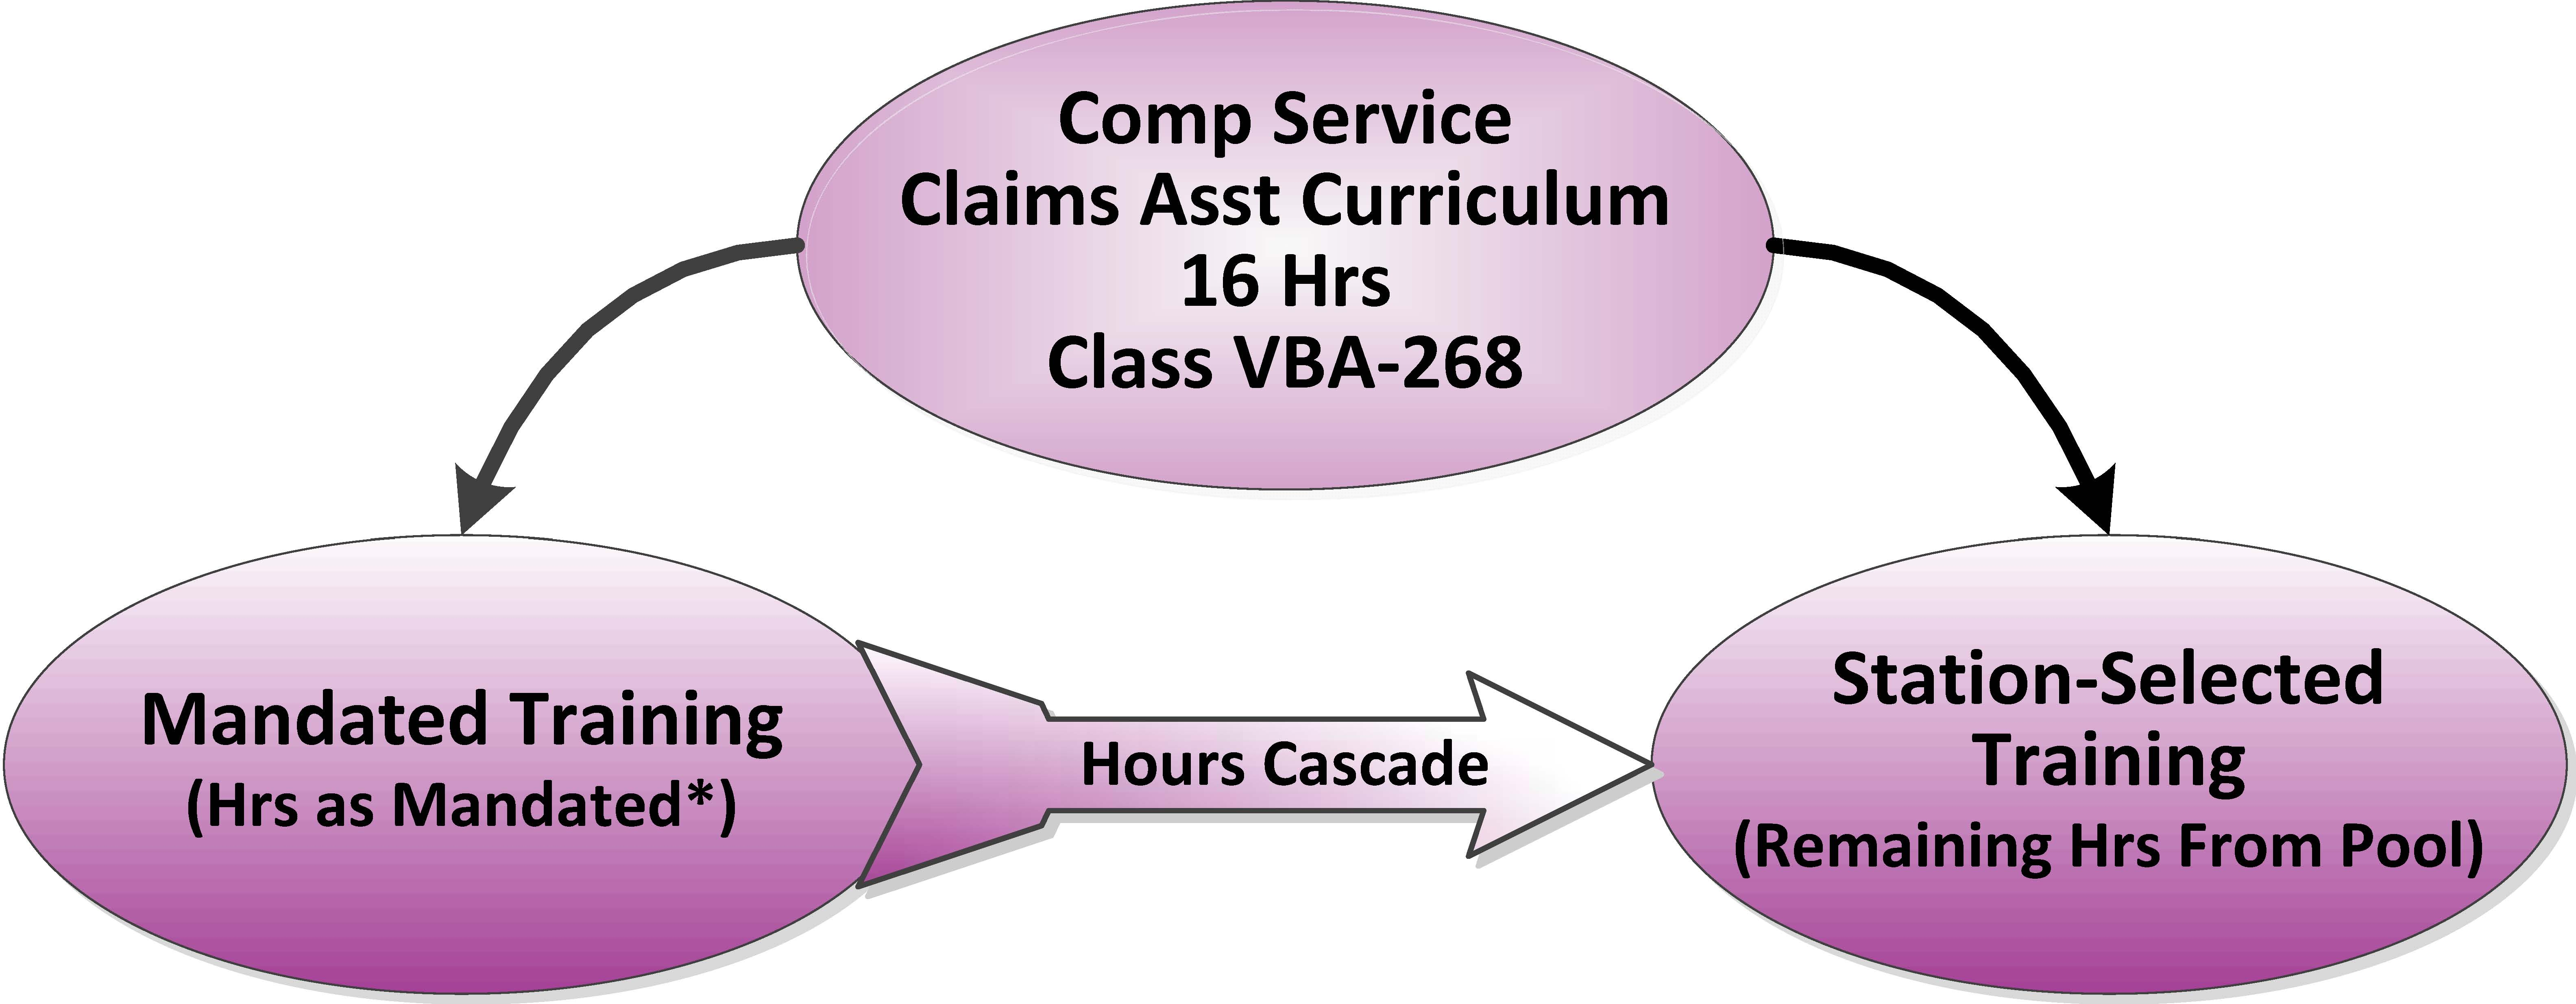 Comp Service
Claims Asst Curriculum
16 Hrs
Class VBA-268
Mandated Training
(Hrs as Mandated*)
Hours Cascade
Station-Selected
Training
(Remaining Hrs From Pool)